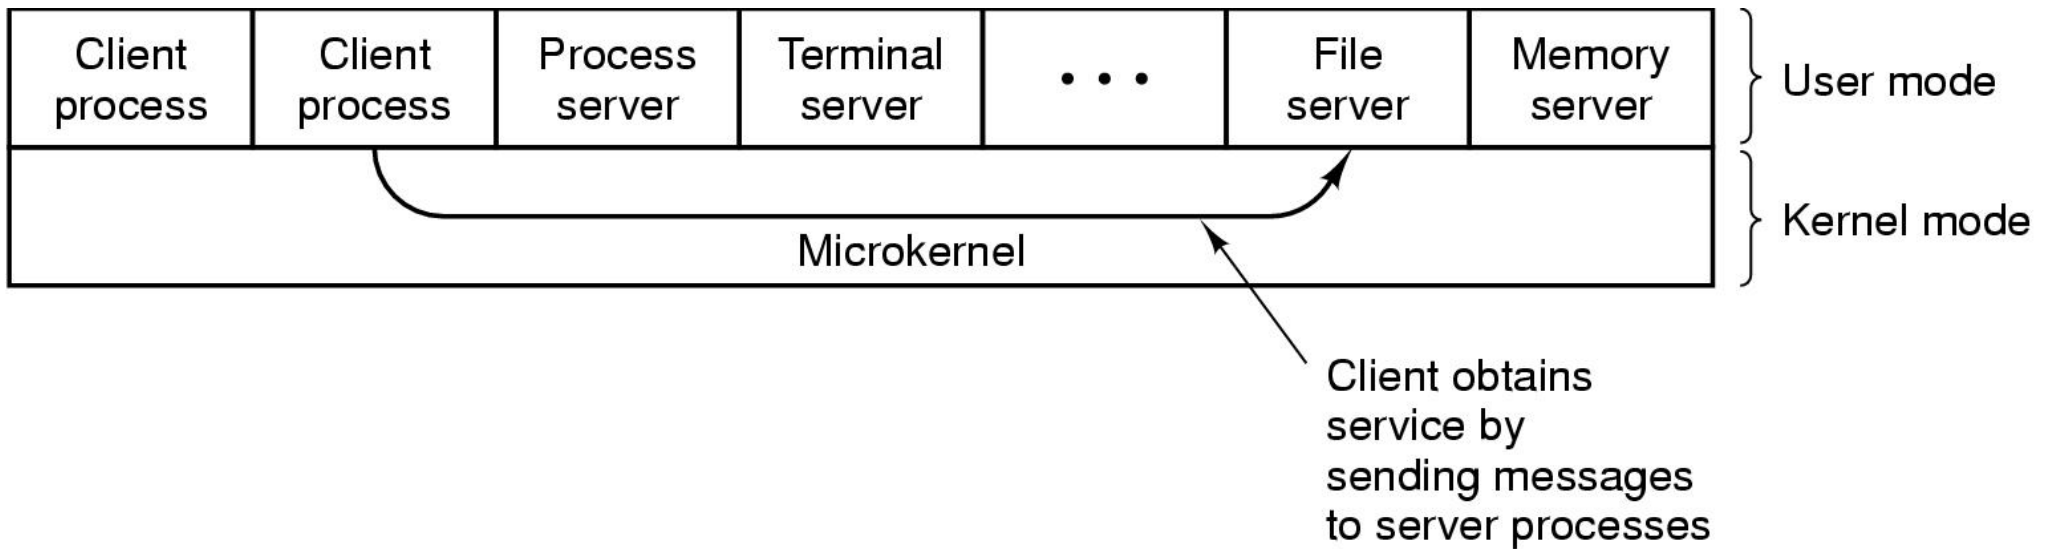 Client
process
Client
process
Process
server
Terminal
server
• • •
File
server
Memory
server
User mode
Microkernel
Kernel mode
Client obtains
service by
sending messages
to server processes